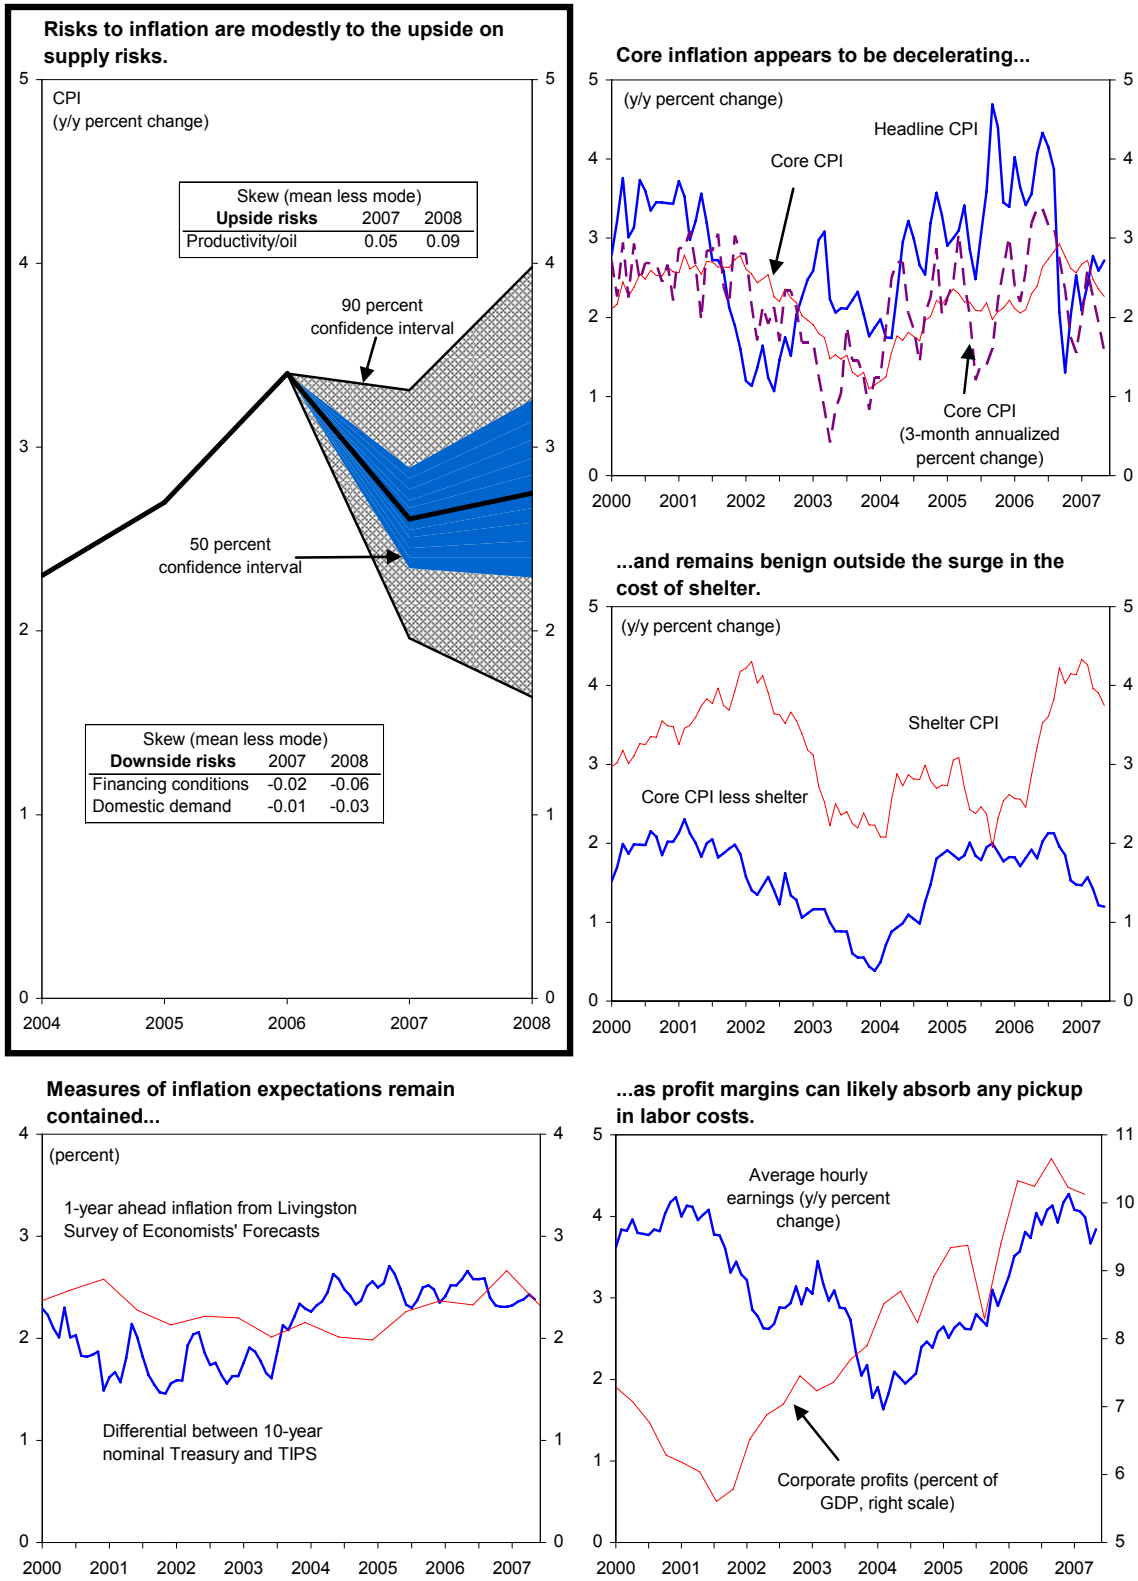 Risks to inflation are modestly to the upside on
supply risks.
5
5
CPI
(y/y percent change)
Skew (mean less mode)
Upside risks 2007 2008
Productivity/oil 0.05 0.09
4
4
90 percent
confidence interval
3
3
50 percent
confidence interval
2
2
Skew (mean less mode)
Downside risks 2007 2008
Financing conditions -0.02 -0.06
Domestic demand -0.01 -0.03
1
1
0
0
2004 2005 2006 2007 2008
Core inflation appears to be decelerating...
5
5
(y/y percent change)
Headline CPI
Core CPI
4
4
3
3
2
2
1
1
Core CPI
(3-month annualized
percent change)
0
0
2000 2001 2002 2003 2004 2005 2006 2007
...and remains benign outside the surge in the
cost of shelter.
5
5
(y/y percent change)
4
4
Shelter CPI
3
3
Core CPI less shelter
2
2
1
1
0
0
2000 2001 2002 2003 2004 2005 2006 2007
Measures of inflation expectations remain
contained...
4
4
(percent)
1-year ahead inflation from Livingston
Survey of Economists' Forecasts
3
3
2
2
Differential between 10-year
nominal Treasury and TIPS
1
1
0
0
2000 2001 2002 2003 2004 2005 2006 2007
...as profit margins can likely absorb any pickup
in labor costs.
5
11
Average hourly
earnings (y/y percent
change)
4
10
3
9
8
2
7
1
6
Corporate profits (percent of
GDP, right scale)
0
5
2000 2001 2002 2003 2004 2005 2006 2007